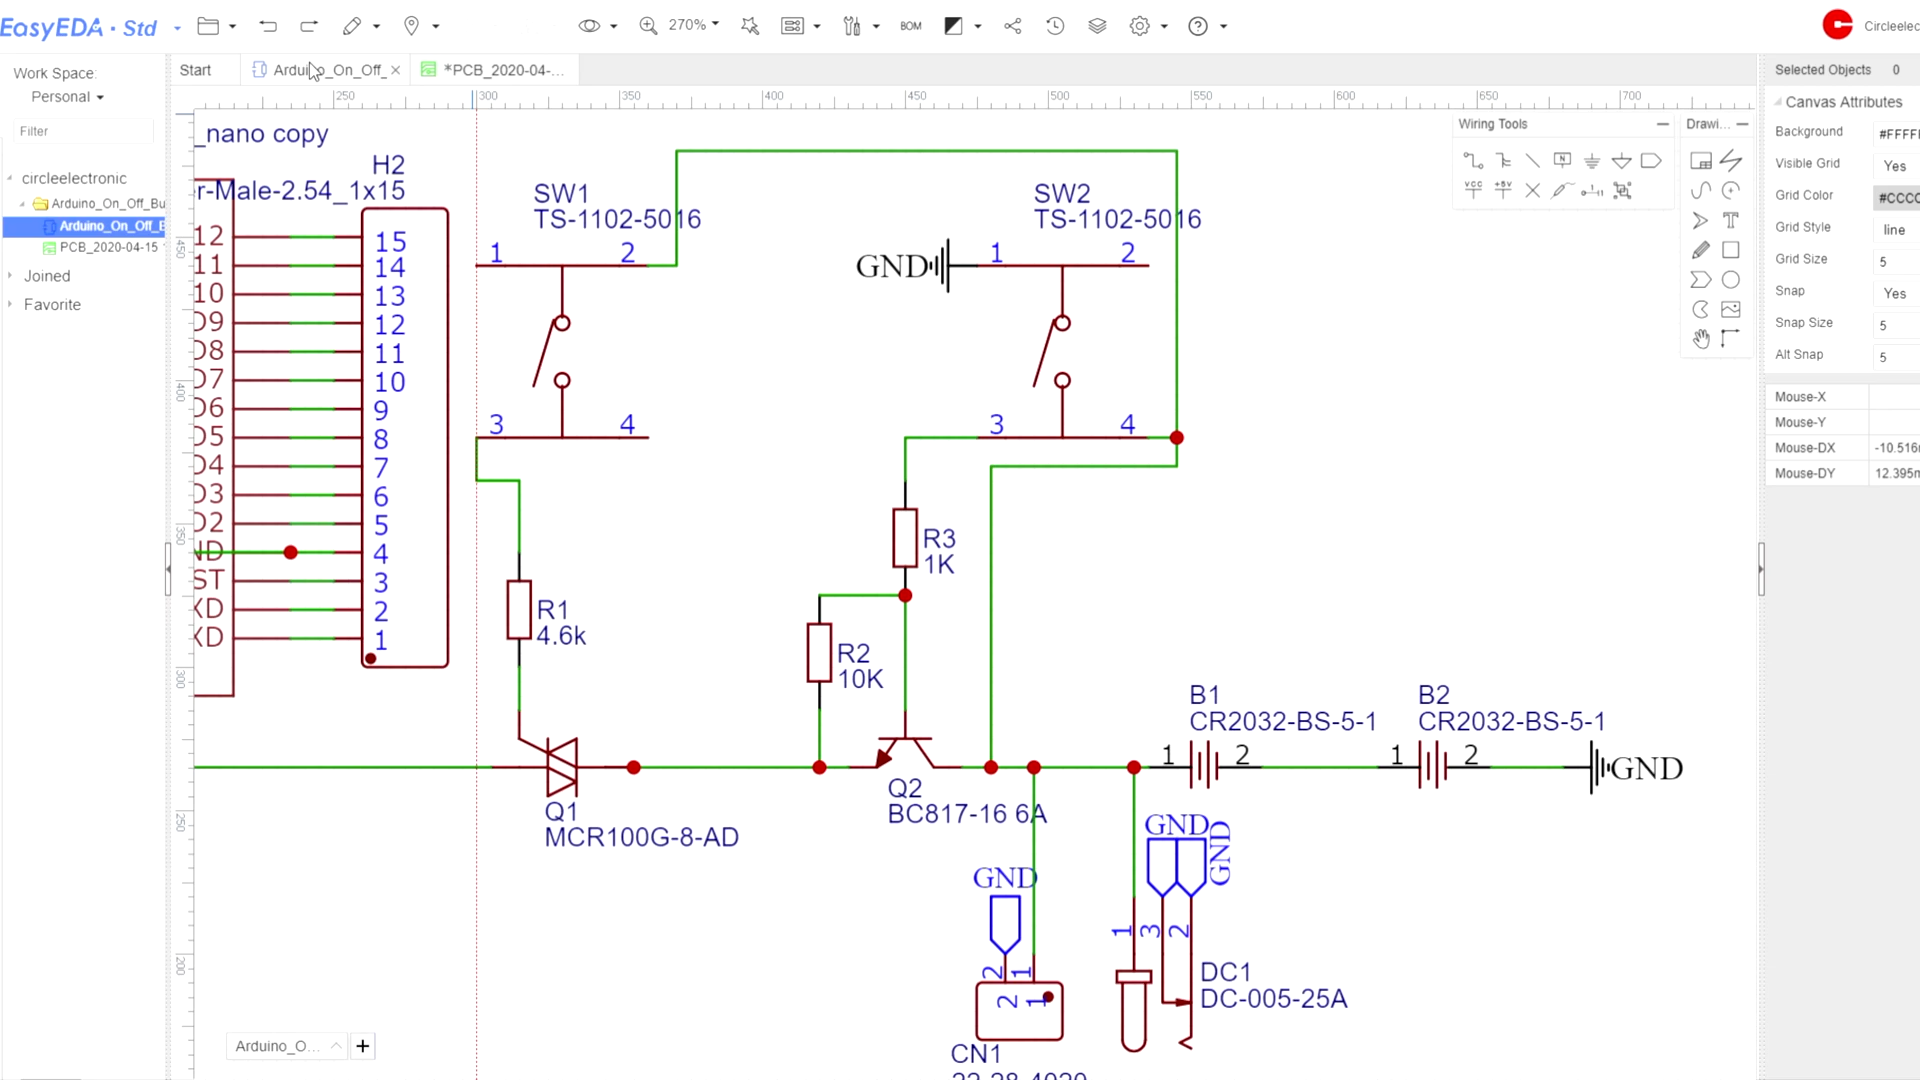 EasyEDA · Std
270%
BOM
Circleelec
Work Space:
Personal
Filter
circleelectronic
Arduino_On_Off_Bu
Arduino_On_Off_B
PCB_2020-04-15
Joined
Favorite
Start
Arduino_On_Off_
*PCB_2020-04-...
250
300
350
400
450
500
550
600
650
700
450
400
350
300
250
200
_nano copy
H2
r-Male-2.54_1x15
12
11
10
D9
D8
D7
D6
D5
D4
D3
D2
ND
ST
XD
XD
15
14
13
12
11
10
9
8
7
6
5
4
3
2
1
SW1
TS-1102-5016
1
2
3
4
SW2
TS-1102-5016
GND
1
2
3
4
R3
1K
R1
4.6k
R2
10K
Q1
MCR100G-8-AD
Q2
BC817-16 6A
B1
CR2032-BS-5-1
1
2
B2
CR2032-BS-5-1
1
2
GND
GND
GND
GND
2
1
2
1
CN1
1
3
2
DC1
DC-005-25A
Wiring Tools
N
VCC
+5V
Drawi...
T
Selected Objects 0
Canvas Attributes
Background #FFFF
Visible Grid Yes
Grid Color #CCCC
Grid Style line
Grid Size 5
Snap Yes
Snap Size 5
Alt Snap 5
Mouse-X
Mouse-Y
Mouse-DX -10.516
Mouse-DY 12.395
Arduino_O...